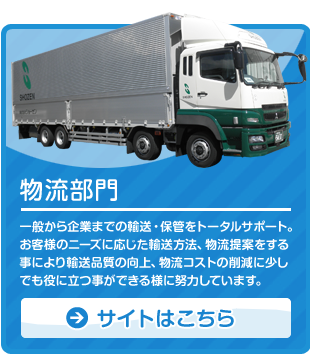 SHOZEN
物流部門
一般から企業までの輸送・保管をトータルサポート。
お客様のニーズに応じた輸送方法、物流提案をする
事により輸送品質の向上、物流コストの削減に少し
でも役に立つ事ができる様に努力しています。
サイトはこちら